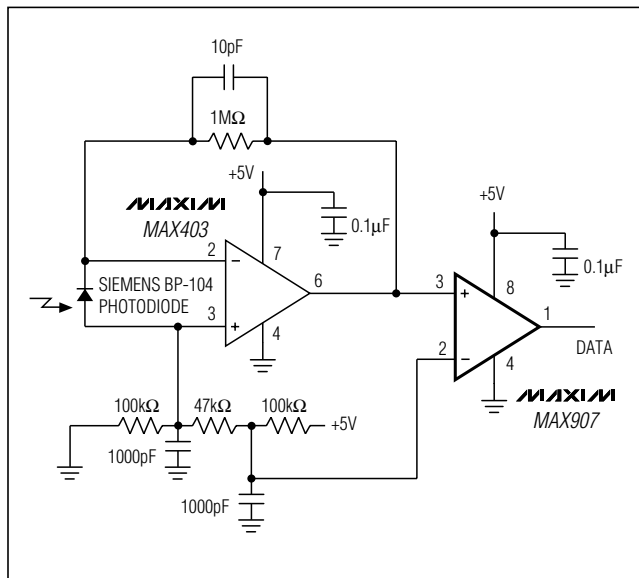 10pF
1MΩ
+5V
+5V
MAXIM
MAX403
0.1µF
0.1µF
2
7
8
−
6
3
+
SIEMENS BP-104
PHOTODIODE
1
3
+
4
2
−
4
DATA
MAXIM
MAX907
100kΩ
47kΩ
100kΩ
+5V
1000pF
1000pF